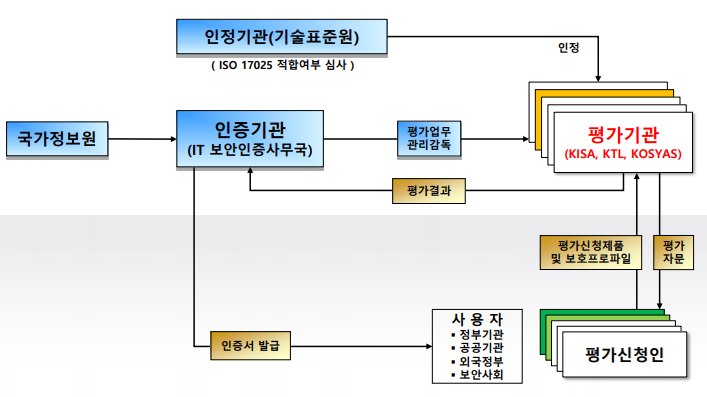 인정기관(기술표준원)
( ISO 17025 적합여부 심사 )
인정
국가정보원
인증기관
(IT 보안인증사무국)
평가업무
관리감독
평가기관
(KISA, KTL, KOSYAS)
평가결과
평가신청제품
및 보호프로파일
평가
자문
사 용 자
▪ 정부기관
▪ 공공기관
▪ 외국정부
▪ 보안사회
인증서 발급
평가신청인